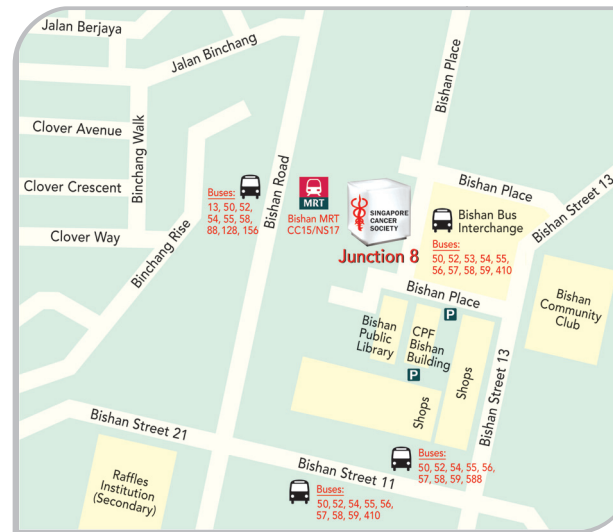 Jalan Berjaya
Jalan Binchang
Clover Avenue
Binchang Walk
Clover Crescent
Clover Way
Binchang Rise
Buses:
13, 50, 52,
54, 55, 58,
88, 128, 156
Bishan Road
MRT
Bishan MRT
CC15/NS17
SINGAPORE
CANCER
SOCIETY
Junction 8
Bishan Place
Bishan Place
Bishan Street 13
Bishan Bus
Interchange
Buses:
50, 52, 53, 54, 55,
56, 57, 58, 59, 410
Bishan Place
Bishan
Community
Club
Bishan
Public
Library
CPF
Bishan
Building
P
P
Shops
Shops
Bishan Street 13
Bishan Street 21
Bishan Street 11
Raffles
Institution
(Secondary)
Buses:
50, 52, 54, 55, 56,
57, 58, 59, 588
Buses:
50, 52, 54, 55, 56,
57, 58, 59, 410